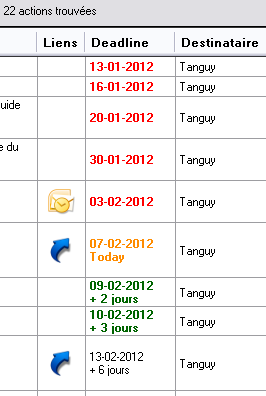 22 actions trouvées
Liens Deadline Destinataire
13-01-2012 Tanguy
16-01-2012 Tanguy
uide
20-01-2012 Tanguy
e du
30-01-2012 Tanguy
03-02-2012 Tanguy
07-02-2012
Today
Tanguy
09-02-2012
+ 2 jours
Tanguy
10-02-2012
+ 3 jours
Tanguy
13-02-2012
+ 6 jours
Tanguy